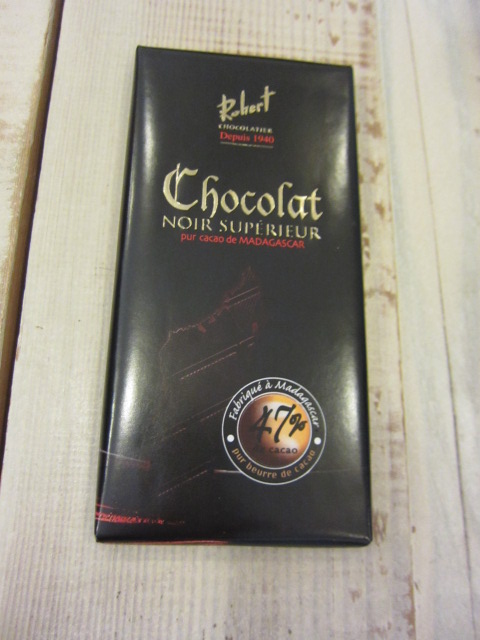 Robert
CHOCOLATIER
Depuis 1940
Chocolat
NOIR SUPÉRIEUR
pur cacao de MADAGASCAR
Fabriqué à Madagascar
47%
cacao
pur beurre de cacao